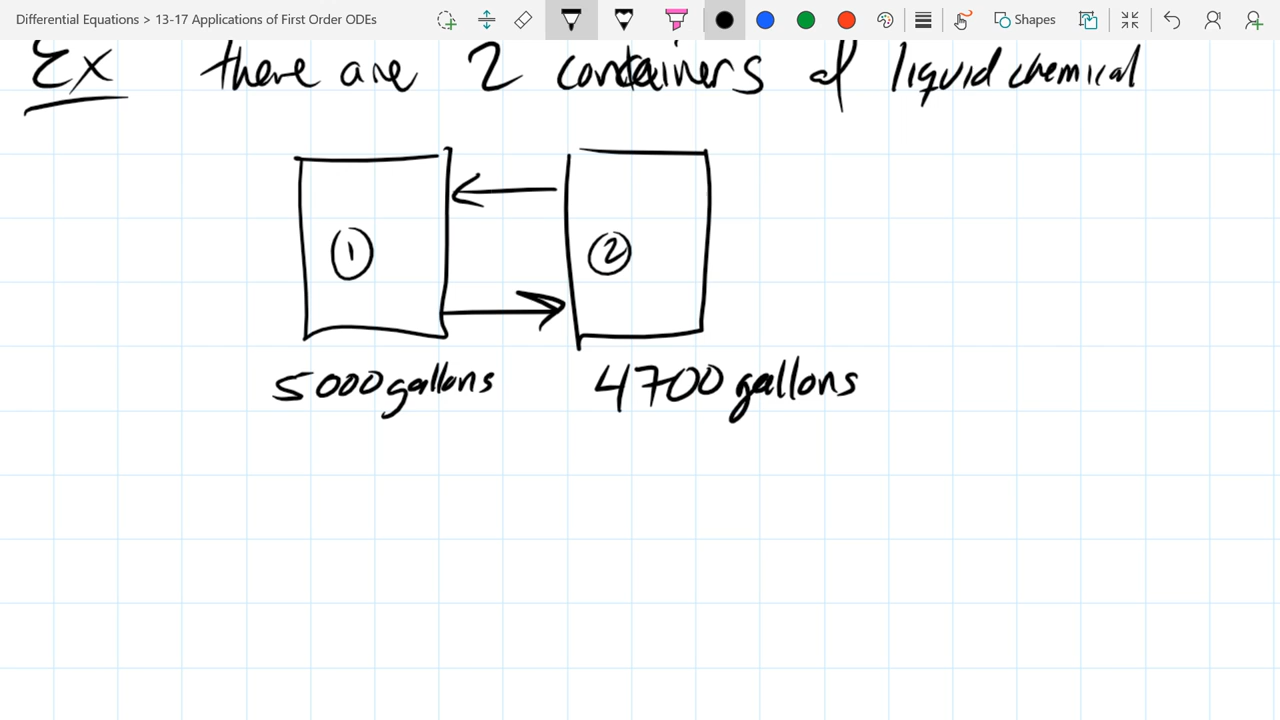 Differential Equations > 13-17 Applications of First Order ODEs
Shapes
Ex there are 2 containers of liquid chemical
1 2
5000 gallons 4700 gallons